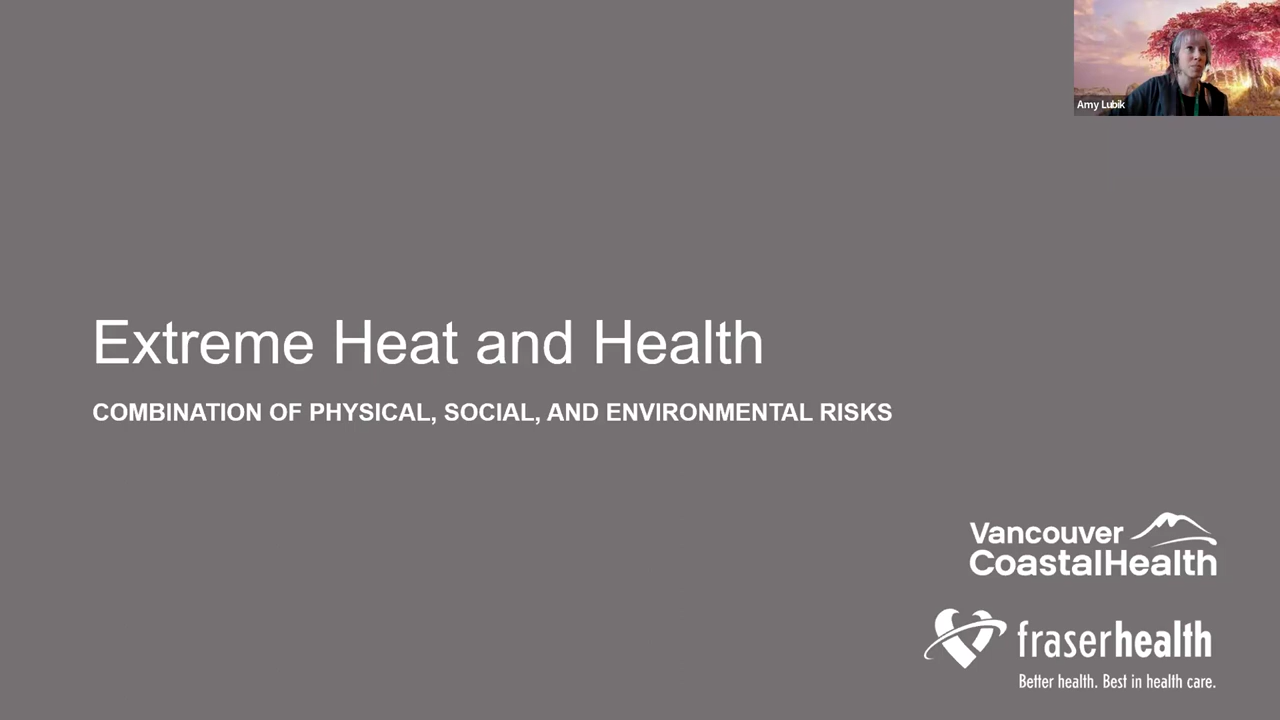 Amy Lubik
Extreme Heat and Health
COMBINATION OF PHYSICAL, SOCIAL, AND ENVIRONMENTAL RISKS
Vancouver
CoastalHealth
fraserhealth
Better health. Best in health care.